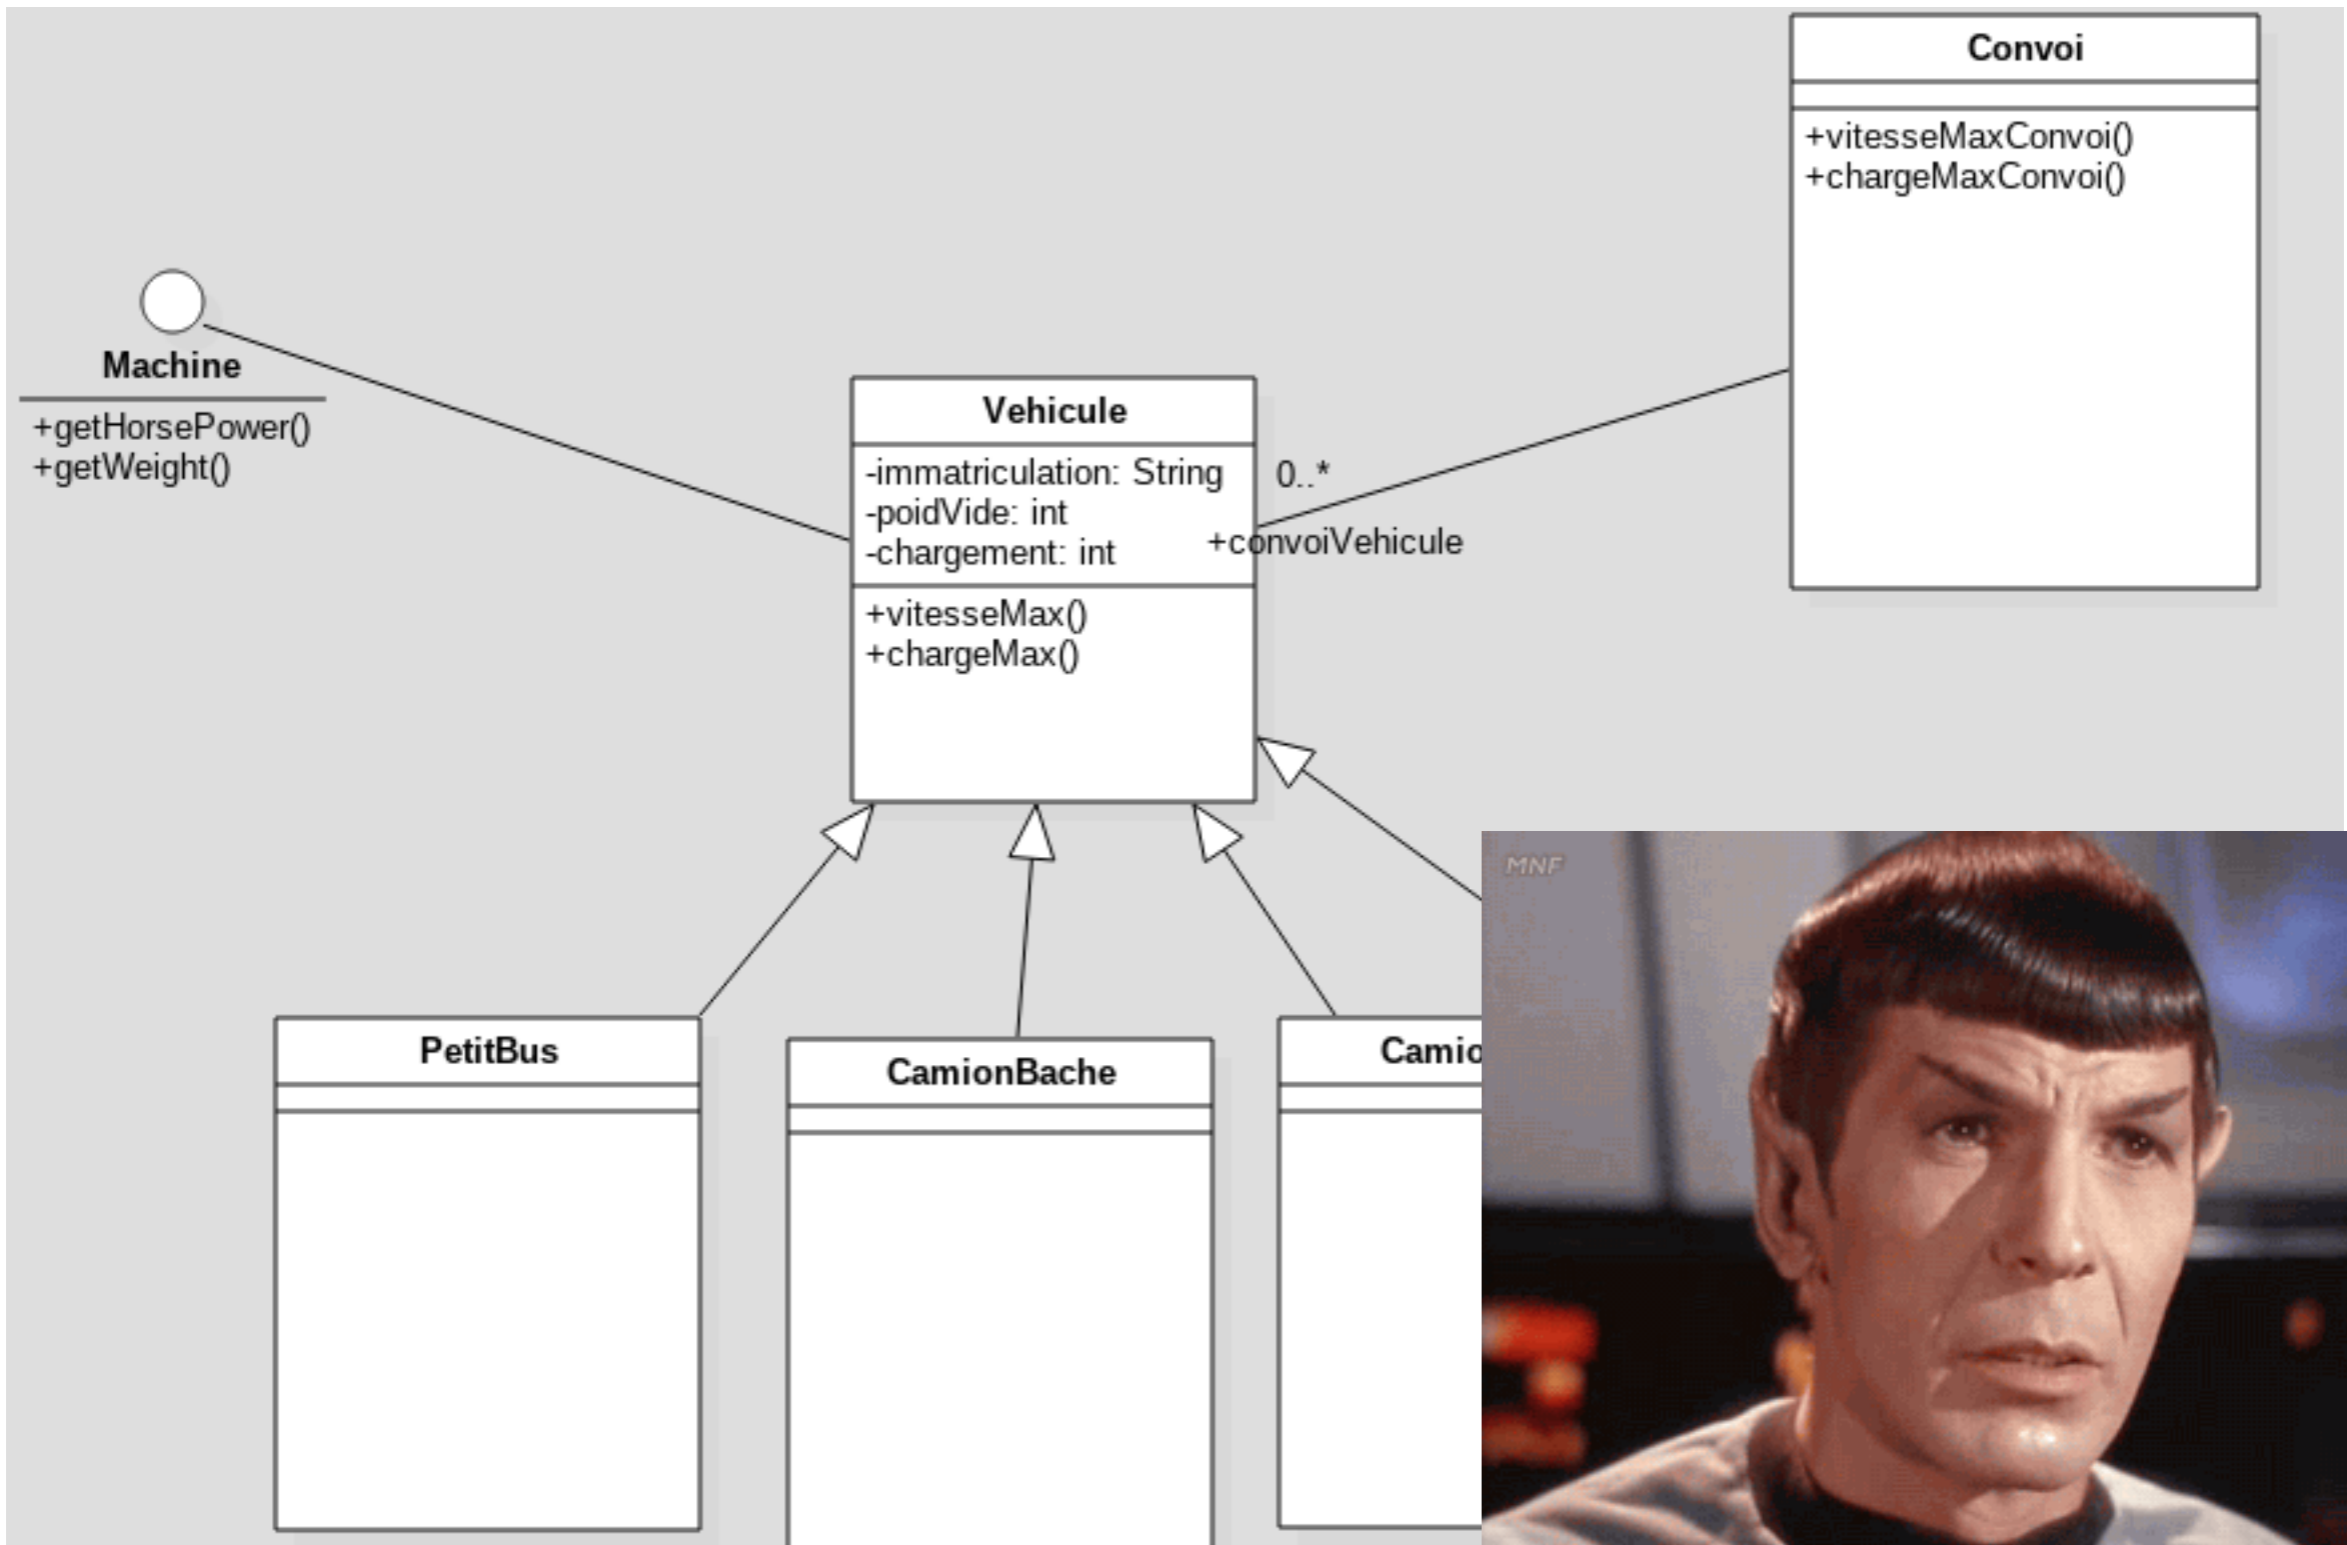 Convoi
+vitesseMaxConvoi()
+chargeMaxConvoi()
Machine
+getHorsePower()
+getWeight()
Vehicule
-immatriculation: String
-poidVide: int
-chargement: int
+vitesseMax()
+chargeMax()
0..*
+convoiVehicule
MNF
PetitBus
CamionBache
Camio